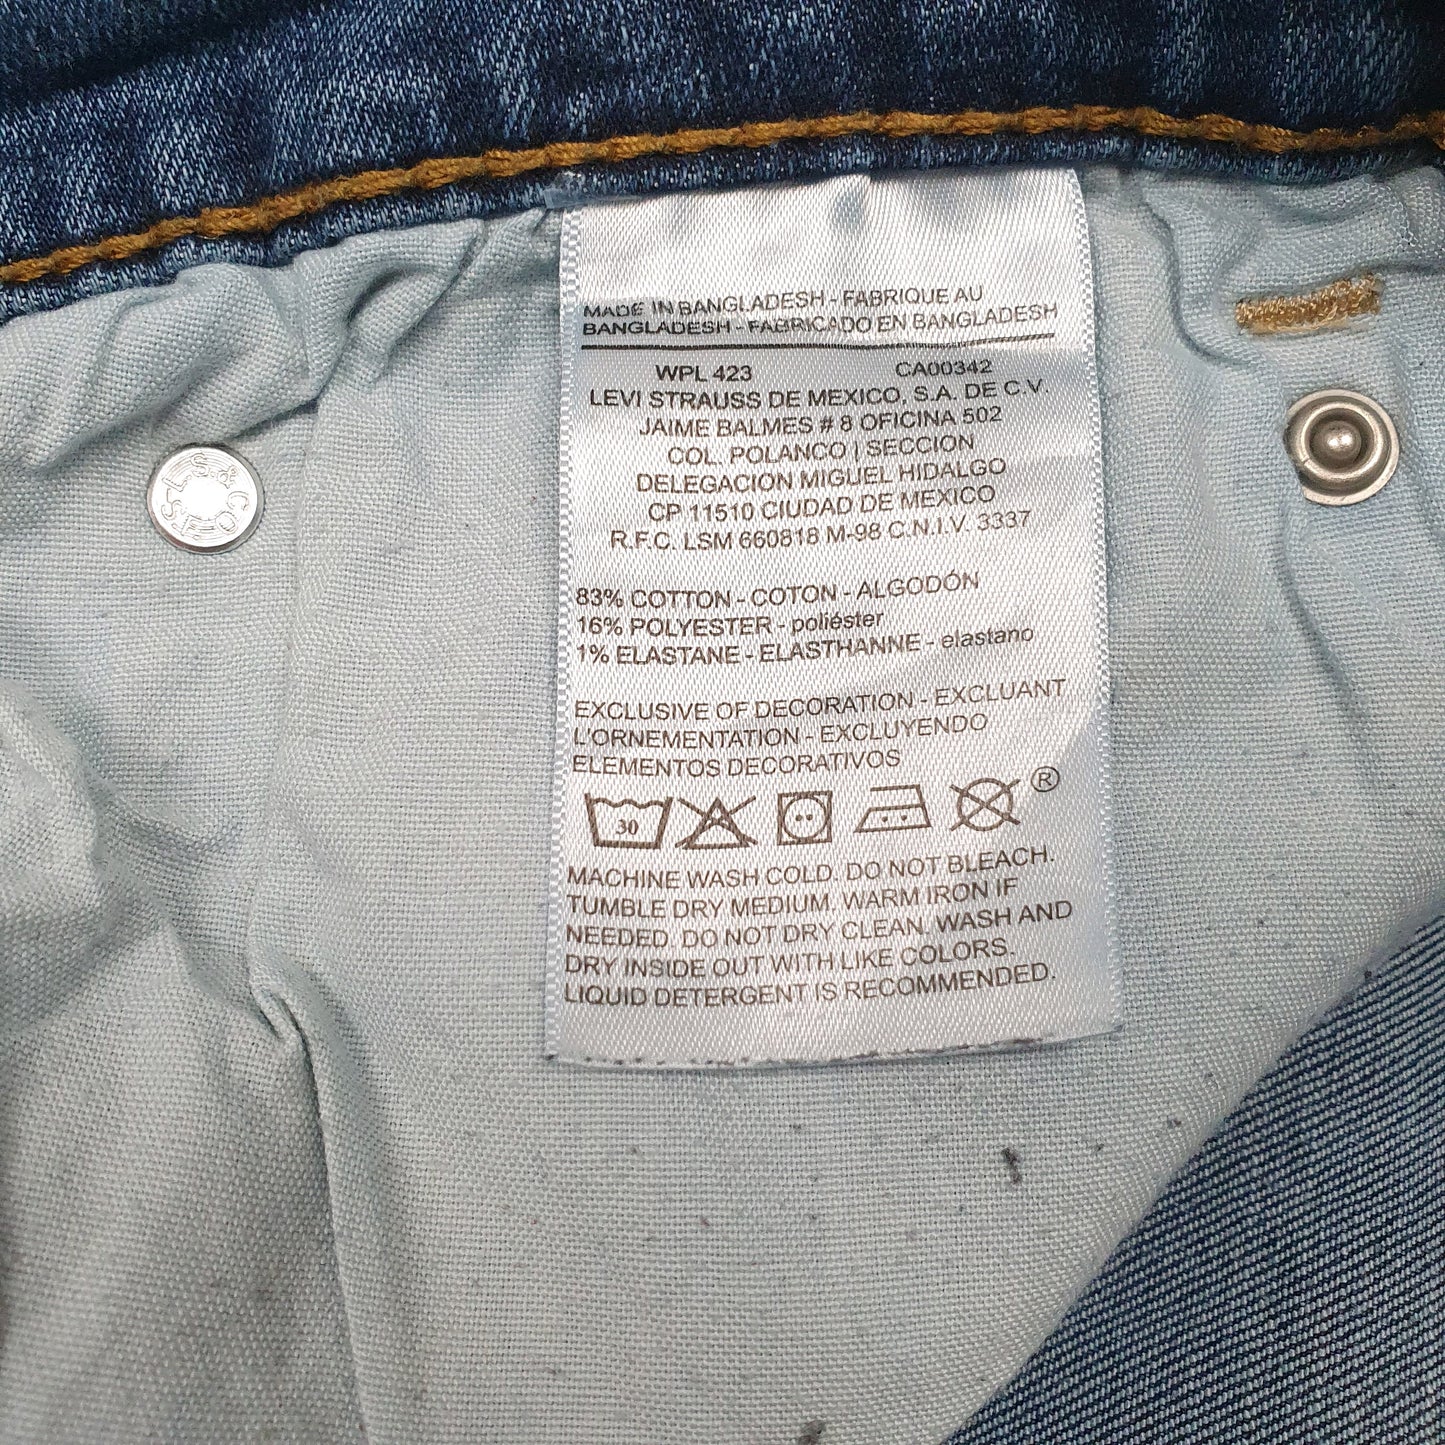 MADE IN BANGLADESH - FABRIQUE AU
BANGLADESH - FABRICADO EN BANGLADESH
WPL 423 CA00342
LEVI STRAUSS DE MEXICO, S.A. DE C.V.
JAIME BALMES # 8 OFICINA 502
COL. POLANCO | SECCION
DELEGACION MIGUEL HIDALGO
CP 11510 CIUDAD DE MEXICO
R.F.C. LSM 660818 M-98 C.N.I.V. 3337
83% COTTON - COTON - ALGODÓN
16% POLYESTER - poliéster
1% ELASTANE - ELASTHANNE - elastano
EXCLUSIVE OF DECORATION - EXCLUANT
L'ORNEMENTATION - EXCLUYENDO
ELEMENTOS DECORATIVOS
30 ®
MACHINE WASH COLD. DO NOT BLEACH.
TUMBLE DRY MEDIUM. WARM IRON IF
NEEDED. DO NOT DRY CLEAN. WASH AND
DRY INSIDE OUT WITH LIKE COLORS.
LIQUID DETERGENT IS RECOMMENDED.
L.S. & CO.